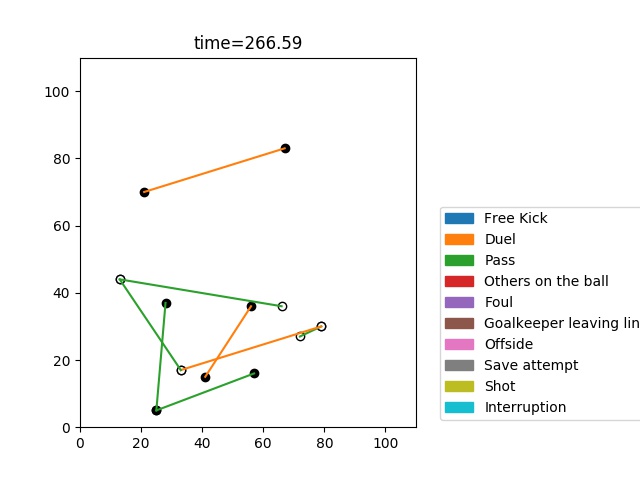 time=266.59
100
80
60
40
20
0
0 20 40 60 80 100
Free Kick
Duel
Pass
Others on the ball
Foul
Goalkeeper leaving lin
Offside
Save attempt
Shot
Interruption